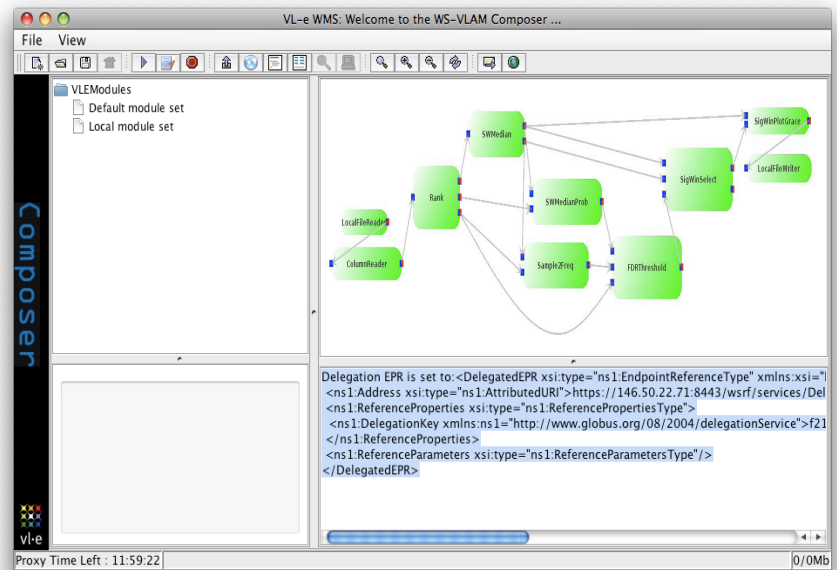 VL-e WMS: Welcome to the WS-VLAM Composer ...
File View
VLEModules
Default module set
Local module set
SWMedian
SigWinPlotGrace
SigWinSelect
LocalFileWriter
Rank
SWMedianProb
LocalFileReader
ColumnReader
Sample2Freq
FDRThreshold
Composer
vl·e
Delegation EPR is set to:<DelegatedEPR xsi:type="ns1:EndpointReferenceType" xmlns:xsi="
<ns1:Address xsi:type="ns1:AttributedURI">https://146.50.22.71:8443/wsrf/services/Del
<ns1:ReferenceProperties xsi:type="ns1:ReferencePropertiesType">
<ns1:DelegationKey xmlns:ns1="http://www.globus.org/08/2004/delegationService">f21
</ns1:ReferenceProperties>
<ns1:ReferenceParameters xsi:type="ns1:ReferenceParametersType"/>
</DelegatedEPR>
Proxy Time Left : 11:59:22
0/0Mb